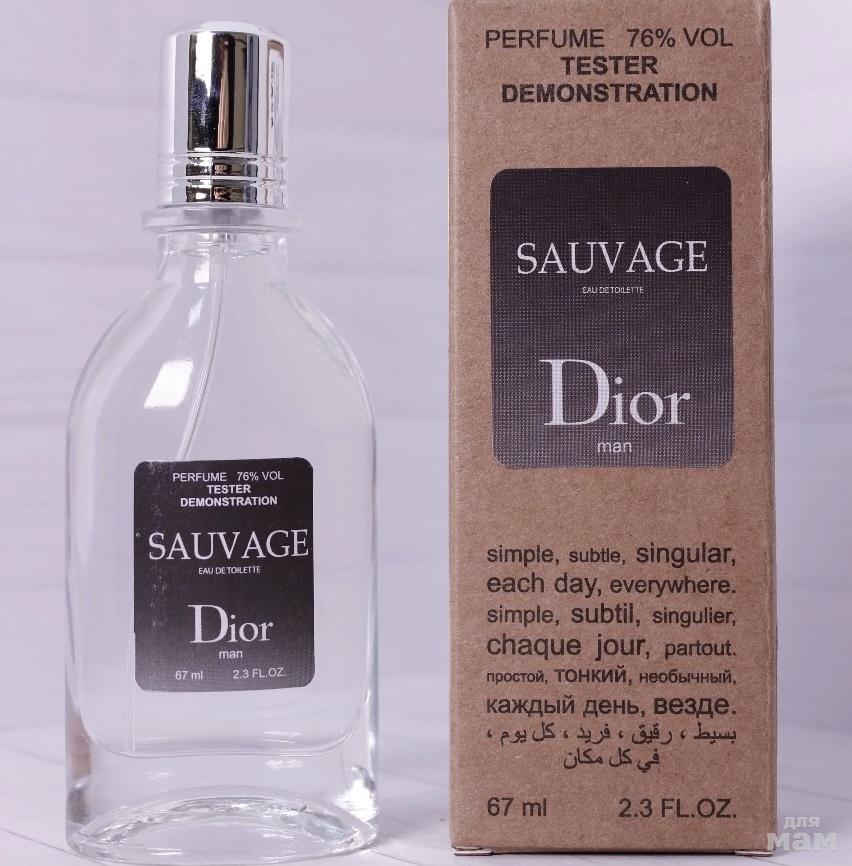 PERFUME 76% VOL
TESTER
DEMONSTRATION
SAUVAGE
EAU DE TOILETTE
Dior
man
67 ml 2.3 FL.OZ.
PERFUME 76% VOL
TESTER
DEMONSTRATION
SAUVAGE
EAU DE TOILETTE
Dior
man
simple, subtle, singular,
each day, everywhere.
simple, subtil, singulier,
chaque jour, partout.
простой, тонкий, необычный,
каждый день, везде.
بسيط ، رقيق ، فريد ، كل يوم ،
في كل مكان
67 ml 2.3 FL.OZ.
для
мам